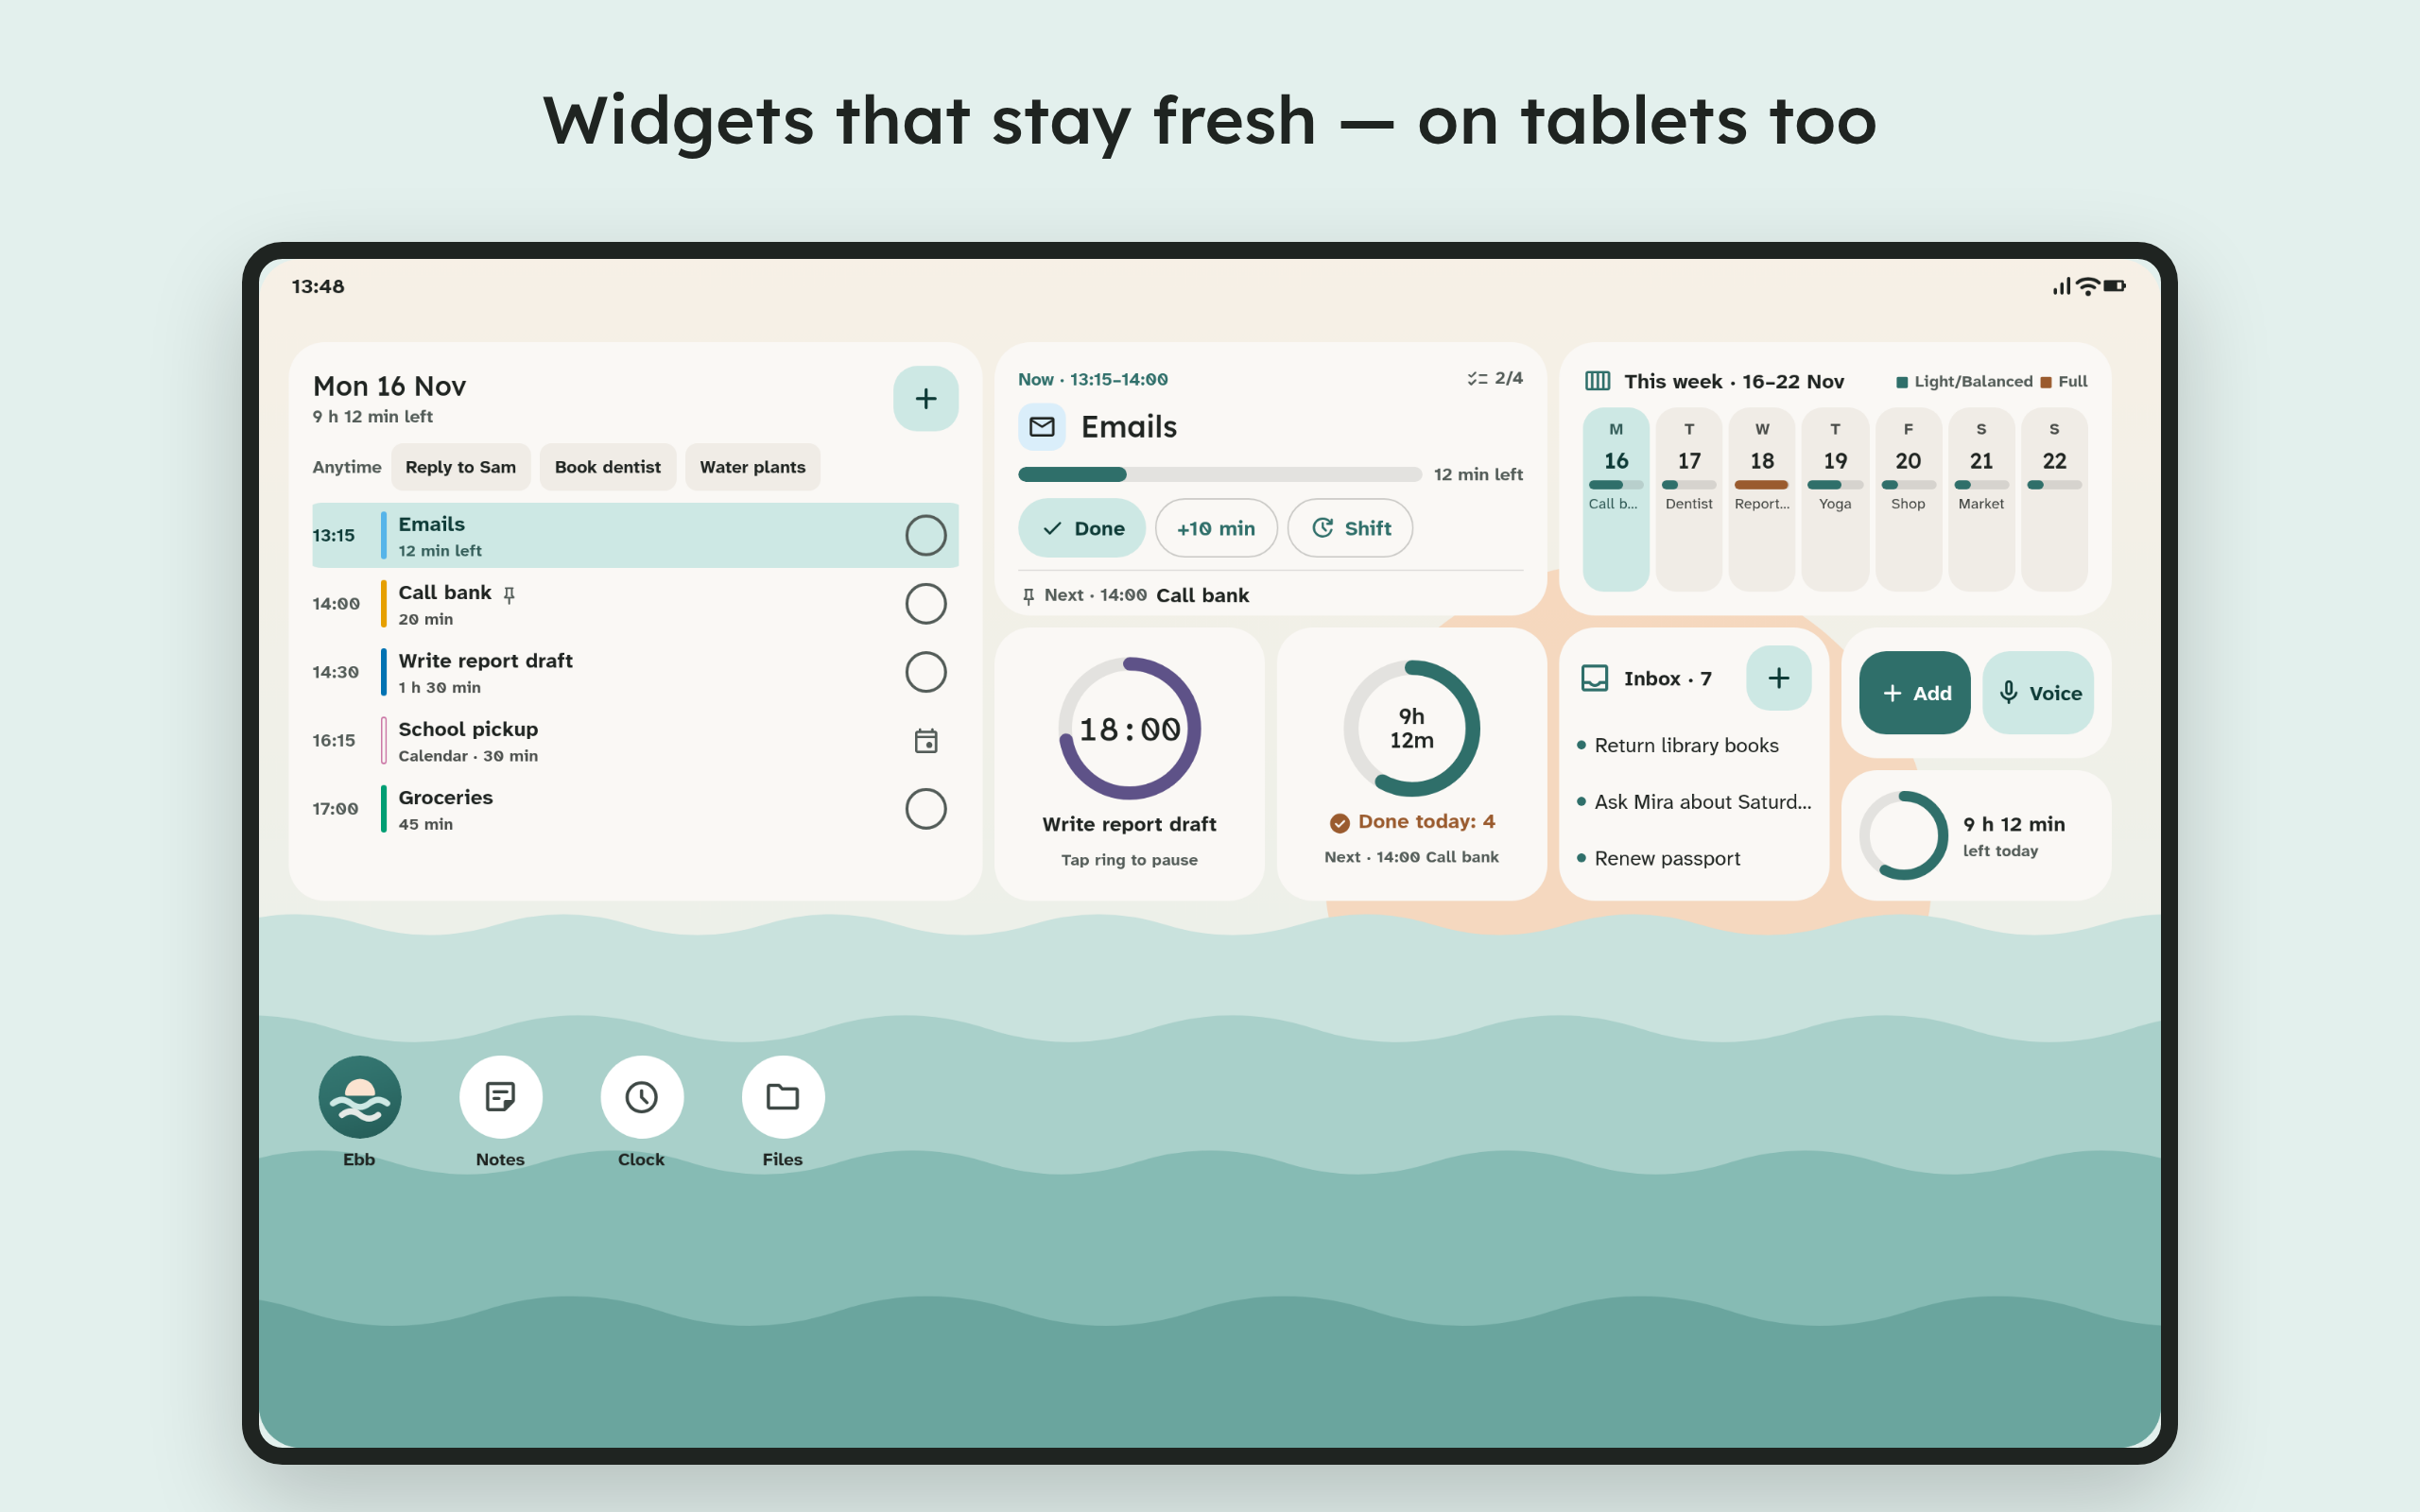 Widgets that stay fresh — on tablets too
13:48
Mon 16 Nov
9 h 12 min left
Anytime
Reply to Sam
Book dentist
Water plants
13:15
Emails
12 min left
14:00
Call bank
20 min
14:30
Write report draft
1 h 30 min
16:15
School pickup
Calendar · 30 min
17:00
Groceries
45 min
Now · 13:15–14:00
2/4
Emails
12 min left
Done
+10 min
Shift
Next · 14:00 Call bank
This week · 16–22 Nov
Light/Balanced
Full
M
16
Call b...
T
17
Dentist
W
18
Report...
T
19
Yoga
F
20
Shop
S
21
Market
S
22
18:00
Write report draft
Tap ring to pause
9h
12m
Done today: 4
Next · 14:00 Call bank
Inbox · 7
Return library books
Ask Mira about Saturd...
Renew passport
Add
Voice
9 h 12 min
left today
Ebb
Notes
Clock
Files